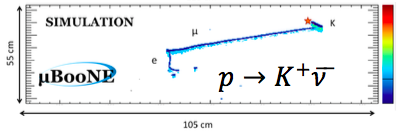 SIMULATION
μ
K
e
μBooNE
p → K⁺ν̄
55 cm
105 cm